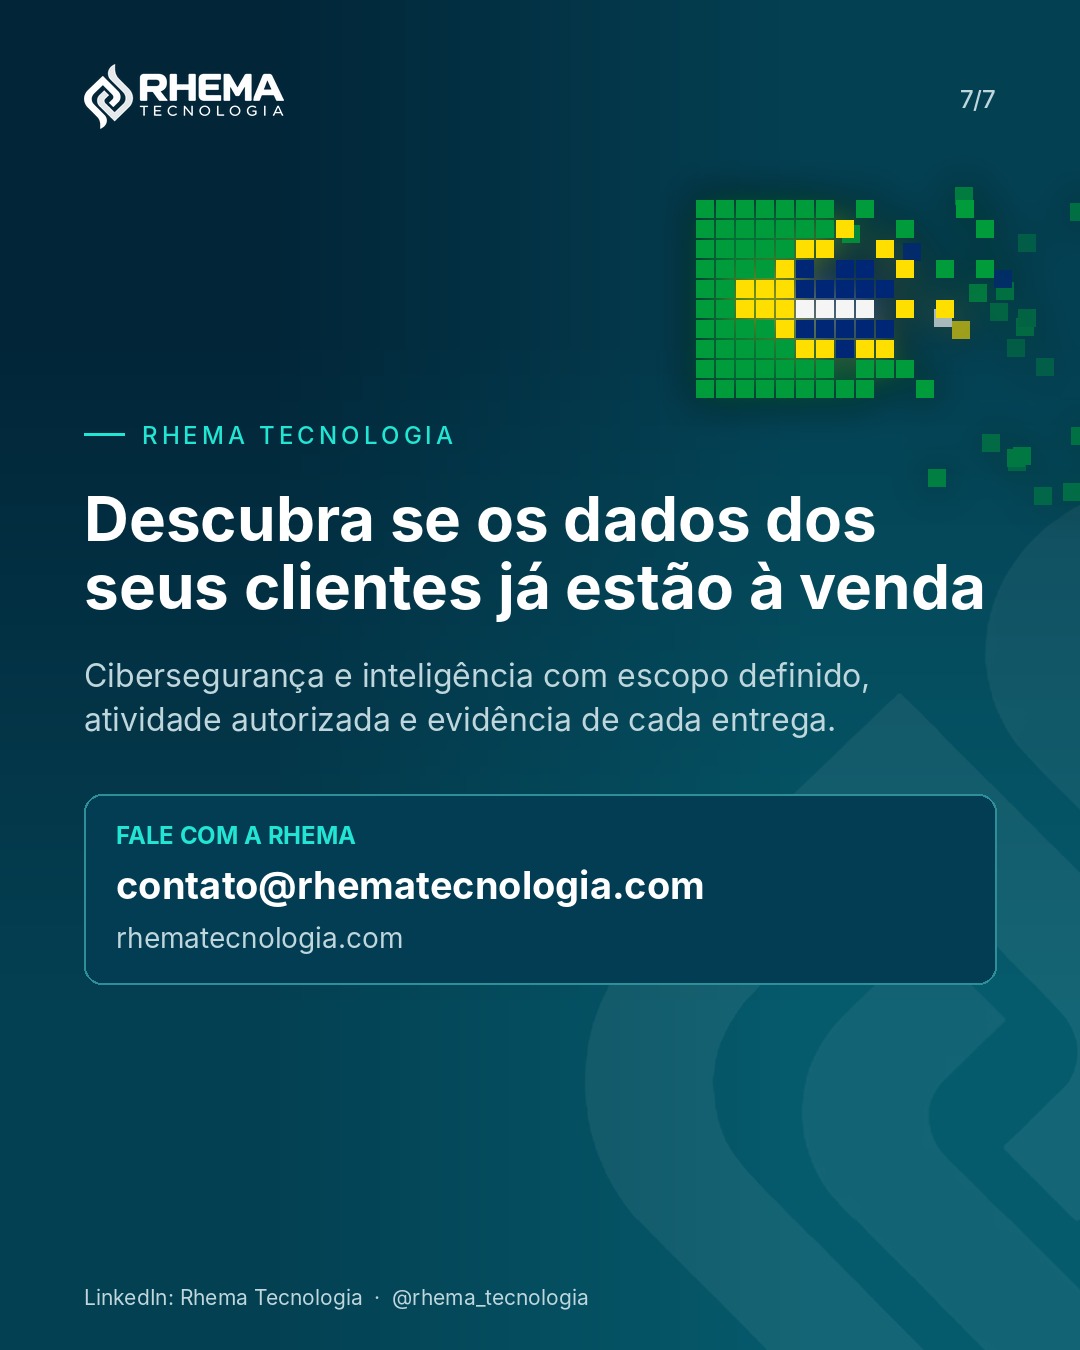 RHEMA
TECNOLOGIA
7/7
RHEMA TECNOLOGIA
Descubra se os dados dos
seus clientes já estão à venda
Cibersegurança e inteligência com escopo definido,
atividade autorizada e evidência de cada entrega.
FALE COM A RHEMA
contato@rhematecnologia.com
rhematecnologia.com
LinkedIn: Rhema Tecnologia · @rhema_tecnologia